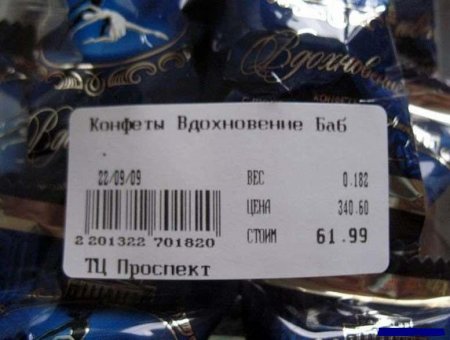 Вдохновение
Конфеты Вдохновение Баб
22/09/09
ВЕС 0.182
ЦЕНА 340.60
СТОИМ 61.99
2 201322 701820
ТЦ Проспект